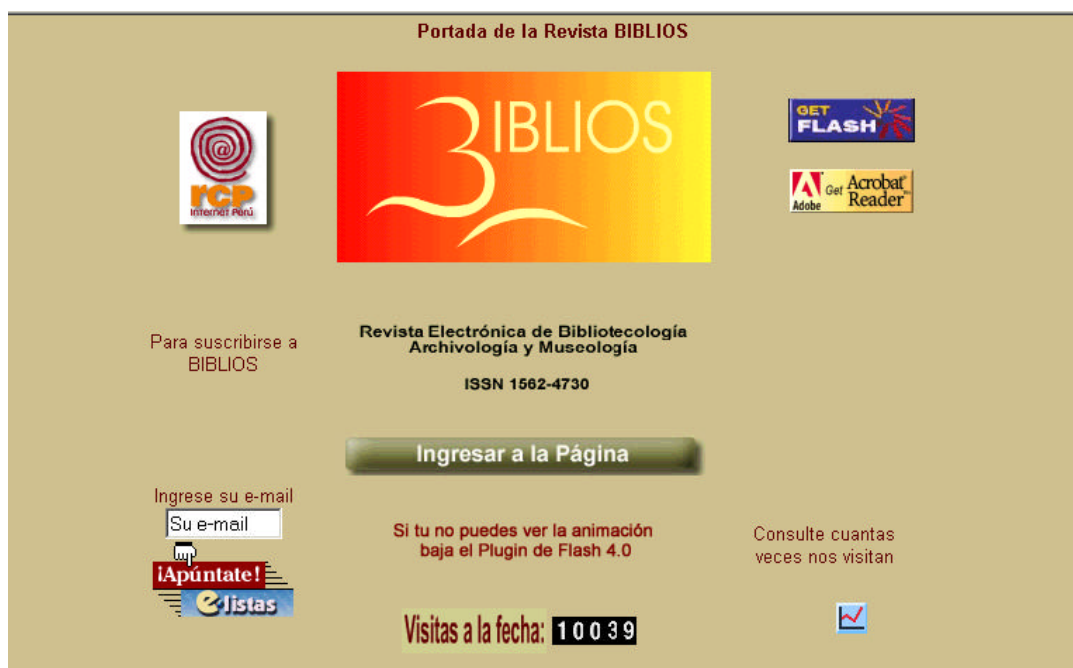 Portada de la Revista BIBLIOS
BIBLIOS
@
rcp
Internet Perú
GET
FLASH
Adobe
Get Acrobat
Reader
Para suscribirse a
BIBLIOS
Revista Electrónica de Bibliotecología
Archivología y Museología
ISSN 1562-4730
Ingresar a la Página
Ingrese su e-mail
Su e-mail
¡Apúntate!
e-listas
Si tu no puedes ver la animación
baja el Plugin de Flash 4.0
Consulte cuantas
veces nos visitan
Visitas a la fecha: 10039